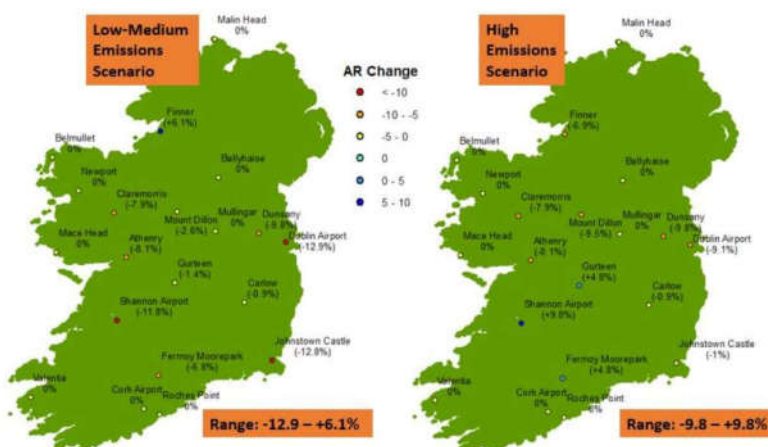 Low-Medium
Emissions
Scenario
Malin Head
0%
Finner
(+6.1%)
Belmullet
0%
Newport
0%
Ballyhaise
0%
Claremorris
(-7.9%)
Mount Dillon
(-2.6%)
Mullingar
0%
Dunsany
(-9.8%)
Dublin Airport
(-12.9%)
Mace Head
0%
Athenry
(-8.1%)
Gurteen
(-1.4%)
Carlow
(-0.9%)
Shannon Airport
(-11.8%)
Johnstown Castle
(-12.8%)
Fermoy Moorepark
(-6.8%)
Valentia
0%
Cork Airport
0%
Roches Point
0%
Range: -12.9 – +6.1%
AR Change
< -10
-10 - -5
-5 - 0
0
0 - 5
5 - 10
High
Emissions
Scenario
Malin Head
0%
Finner
(-6.9%)
Belmullet
0%
Newport
0%
Ballyhaise
0%
Claremorris
(-7.9%)
Mount Dillon
(-9.5%)
Mullingar
0%
Dunsany
(-9.8%)
Dublin Airport
(-9.1%)
Mace Head
0%
Athenry
(-8.1%)
Gurteen
(+4.8%)
Carlow
(-0.9%)
Shannon Airport
(+9.8%)
Johnstown Castle
(-1%)
Fermoy Moorepark
(+4.8%)
Valentia
0%
Cork Airport
0%
Roches Point
0%
Range: -9.8 – +9.8%